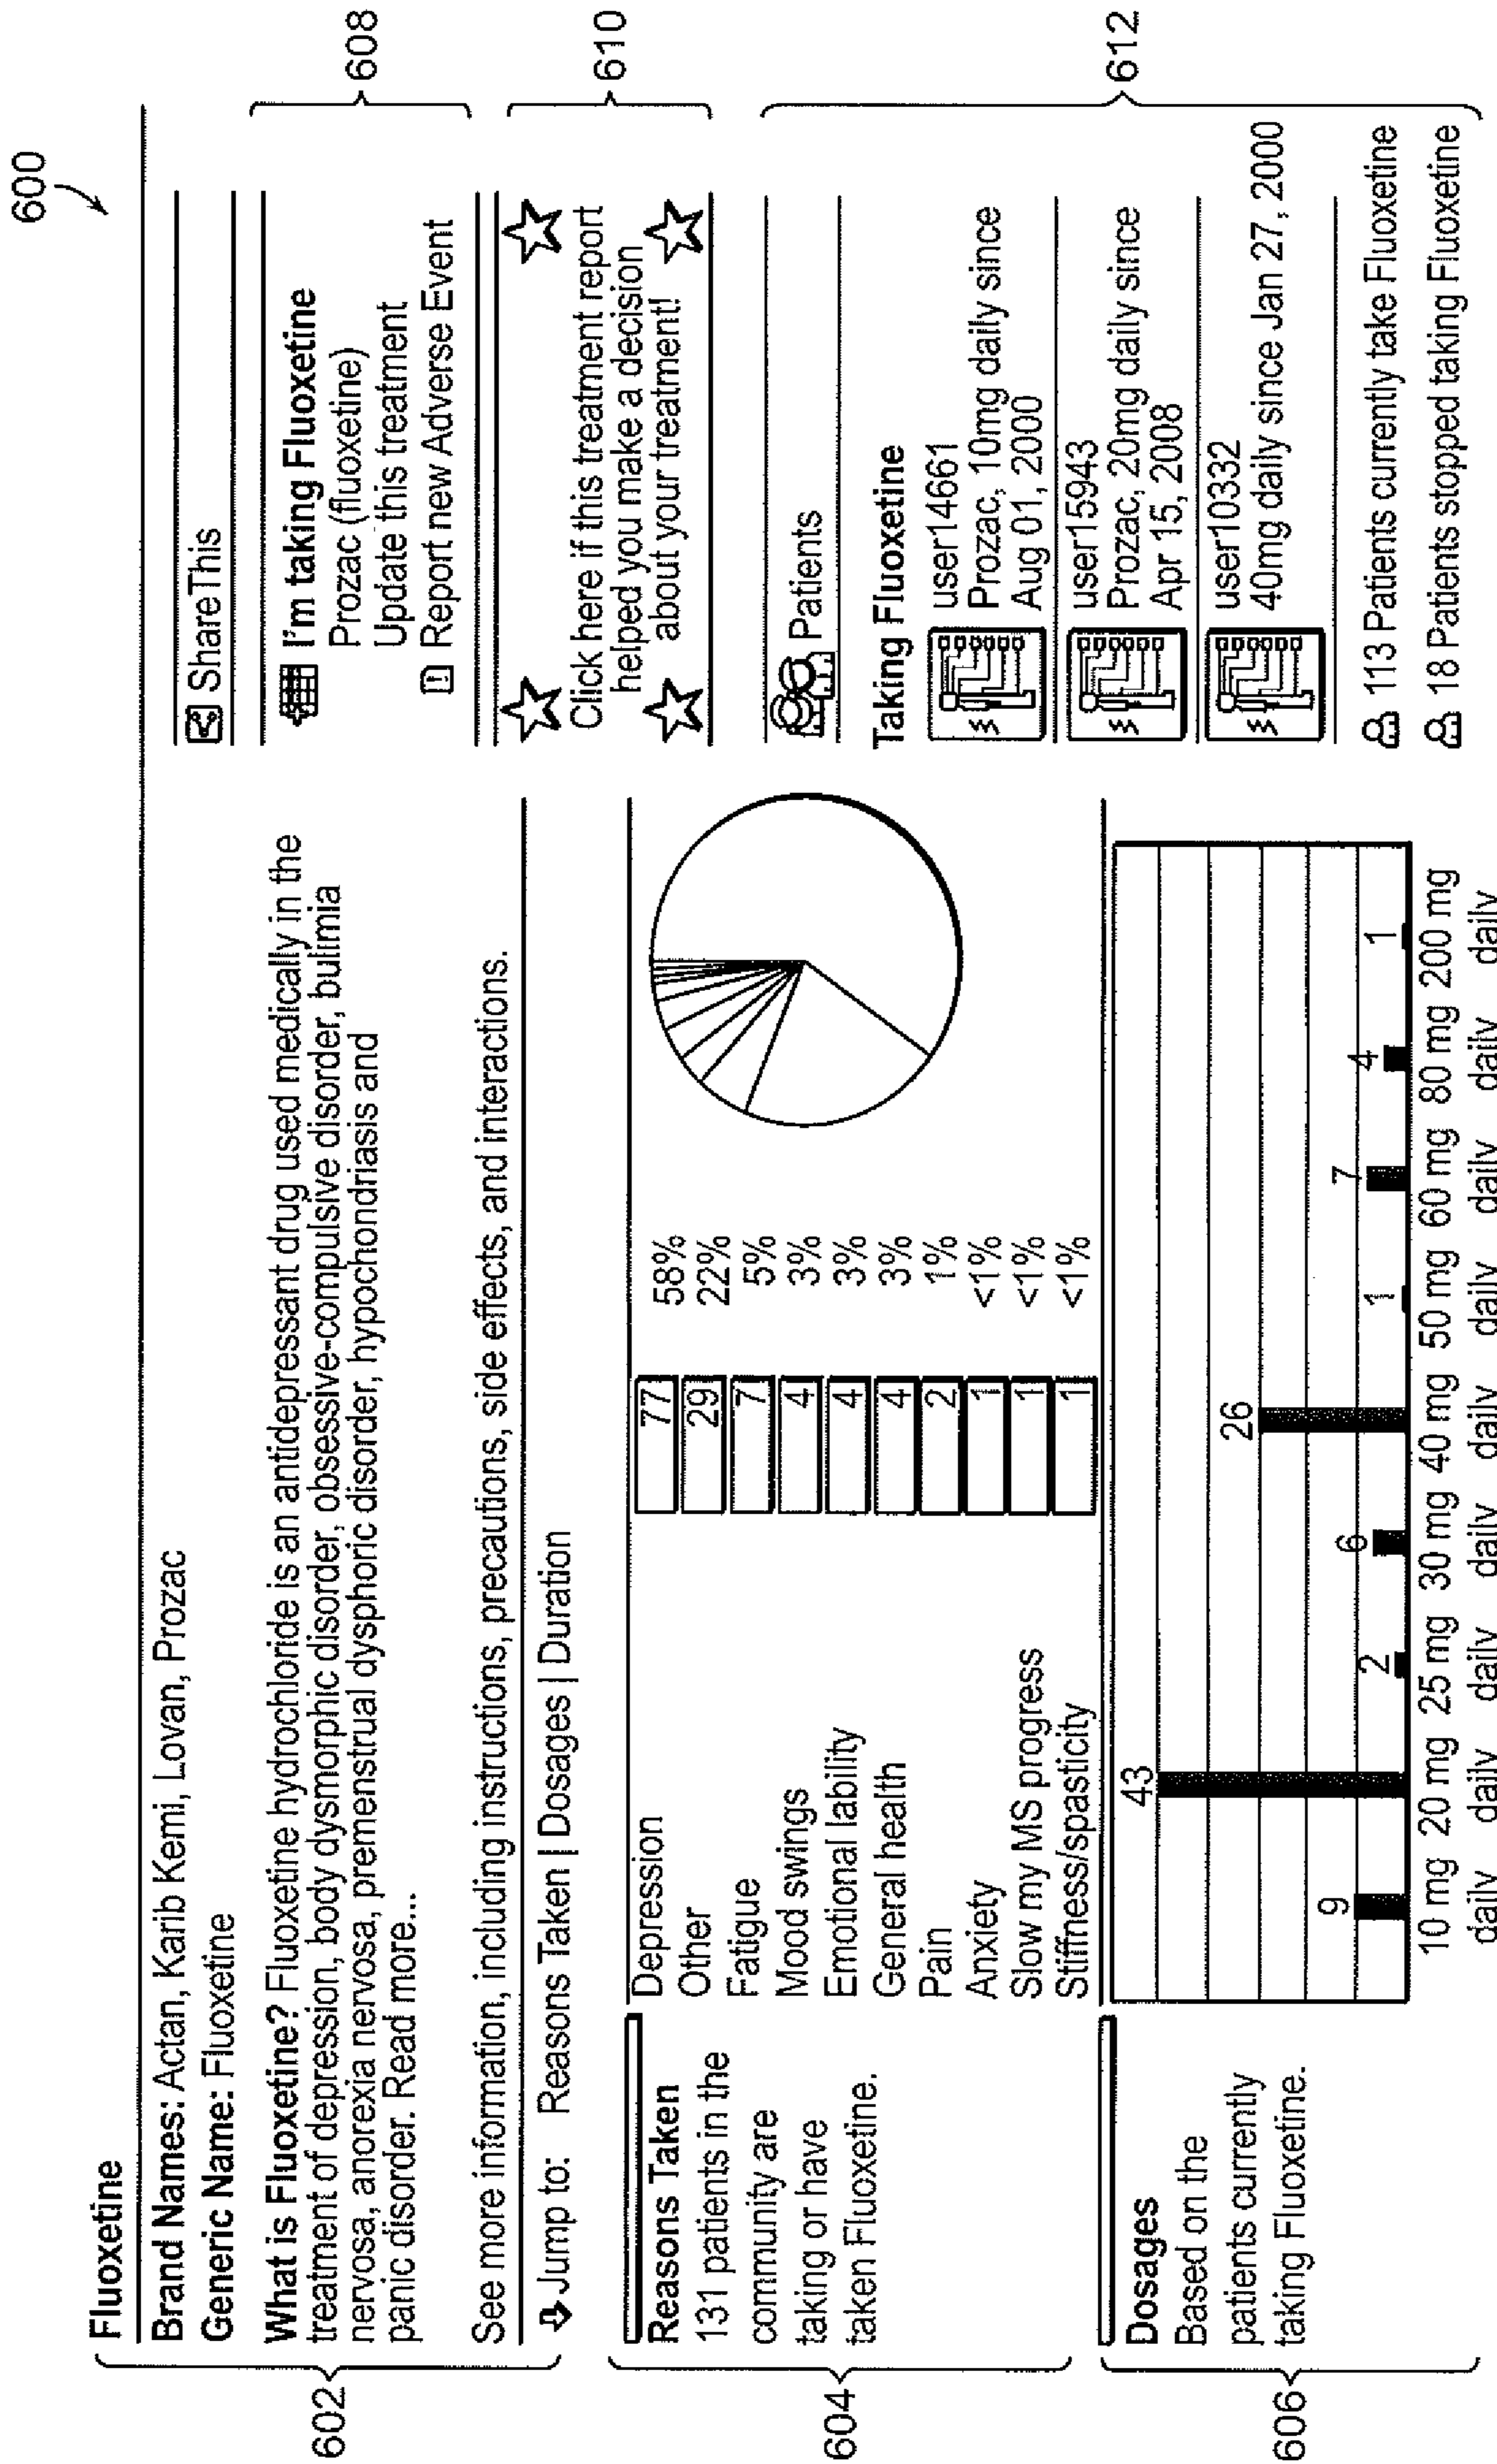 600
Fluoxetine
Brand Names: Actan, Karib Kemi, Lovan, Prozac
Generic Name: Fluoxetine
What is Fluoxetine? Fluoxetine hydrochloride is an antidepressant drug used medically in the
treatment of depression, body dysmorphic disorder, obsessive-compulsive disorder, bulimia
nervosa, anorexia nervosa, premenstrual dysphoric disorder, hypochondriasis and
panic disorder. Read more...
See more information, including instructions, precautions, side effects, and interactions.
602
Jump to: Reasons Taken | Dosages | Duration
ShareThis
I'm taking Fluoxetine
Prozac (fluoxetine)
Update this treatment
Report new Adverse Event
608
Click here if this treatment report
helped you make a decision
about your treatment!
610
Reasons Taken
131 patients in the
community are
taking or have
taken Fluoxetine.
604
Depression 77 58%
Other 29 22%
Fatigue 7 5%
Mood swings 4 3%
Emotional lability 4 3%
General health 4 3%
Pain 2 1%
Anxiety 1 <1%
Slow my MS progress 1 <1%
Stiffness/spasticity 1 <1%
Patients
Taking Fluoxetine
user14661
Prozac, 10mg daily since
Aug 01, 2000
user15943
Prozac, 20mg daily since
Apr 15, 2008
user10332
40mg daily since Jan 27, 2000
113 Patients currently take Fluoxetine
18 Patients stopped taking Fluoxetine
612
Dosages
Based on the
patients currently
taking Fluoxetine.
606
9 43 2 6 26 1 7 4 1
10 mg 20 mg 25 mg 30 mg 40 mg 50 mg 60 mg 80 mg 200 mg
daily daily daily daily daily daily daily daily daily